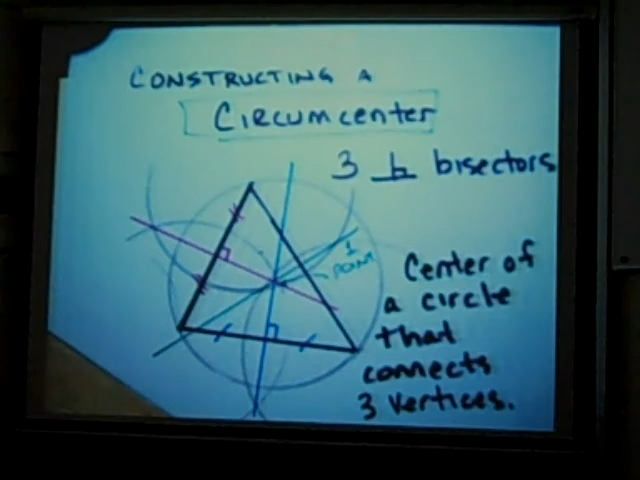 CONSTRUCTING A
CIRCUMCENTER
3 ⊥ bisectors
1
POINT
Center of
a circle
that
connects
3 vertices.